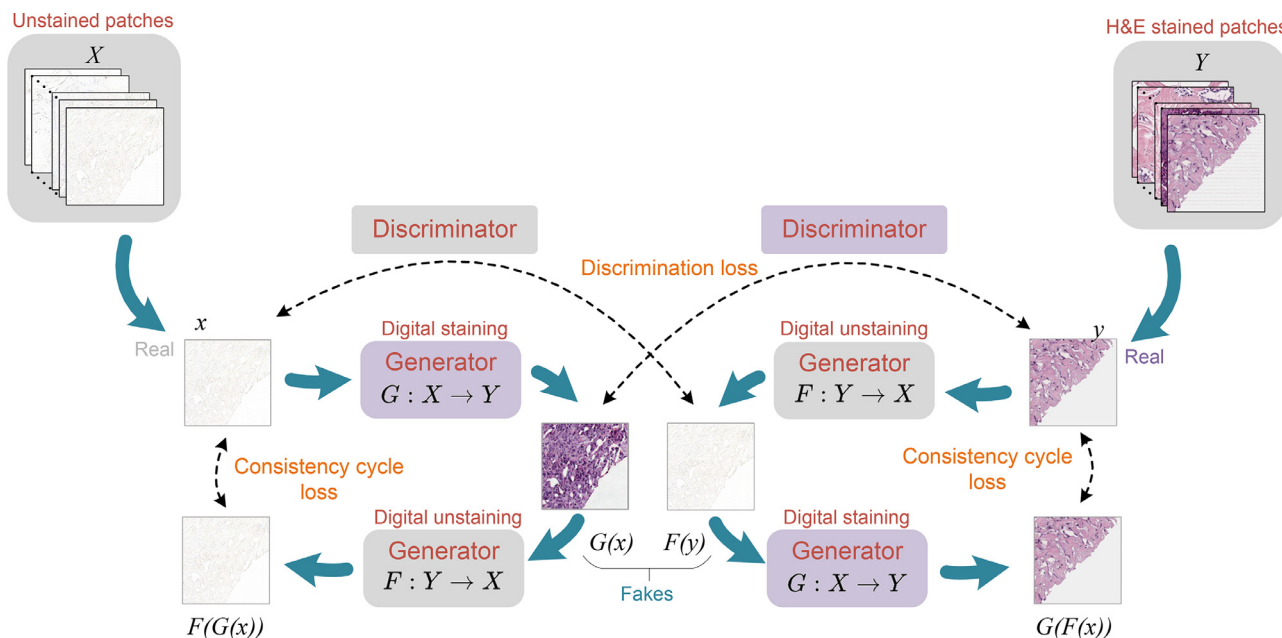 Unstained patches
X
H&E stained patches
Y
Discriminator
Discriminator
Discrimination loss
x
Real
Digital staining
Generator
G : X → Y
Digital unstaining
Generator
F : Y → X
y
Real
Consistency cycle
loss
Consistency cycle
loss
Digital unstaining
Generator
F : Y → X
G(x)
F(y)
Fakes
Digital staining
Generator
G : X → Y
F(G(x))
G(F(x))